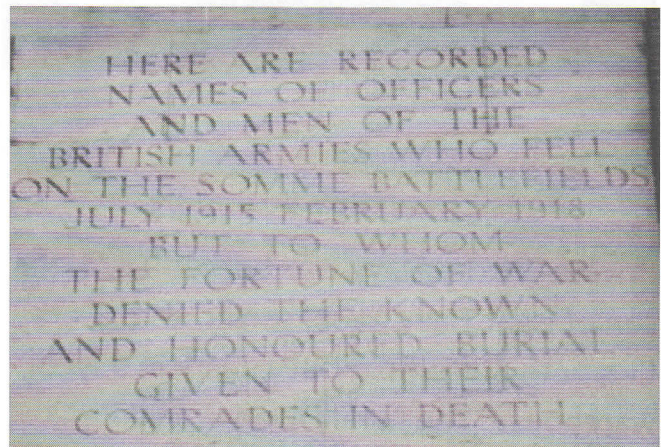 HERE ARE RECORDED
NAMES OF OFFICERS
AND MEN OF THE
BRITISH ARMIES WHO FELL
ON THE SOMME BATTLEFIELDS
JULY 1915 FEBRUARY 1918
BUT TO WHOM
THE FORTUNE OF WAR
DENIED THE KNOWN
AND HONOURED BURIAL
GIVEN TO THEIR
COMRADES IN DEATH